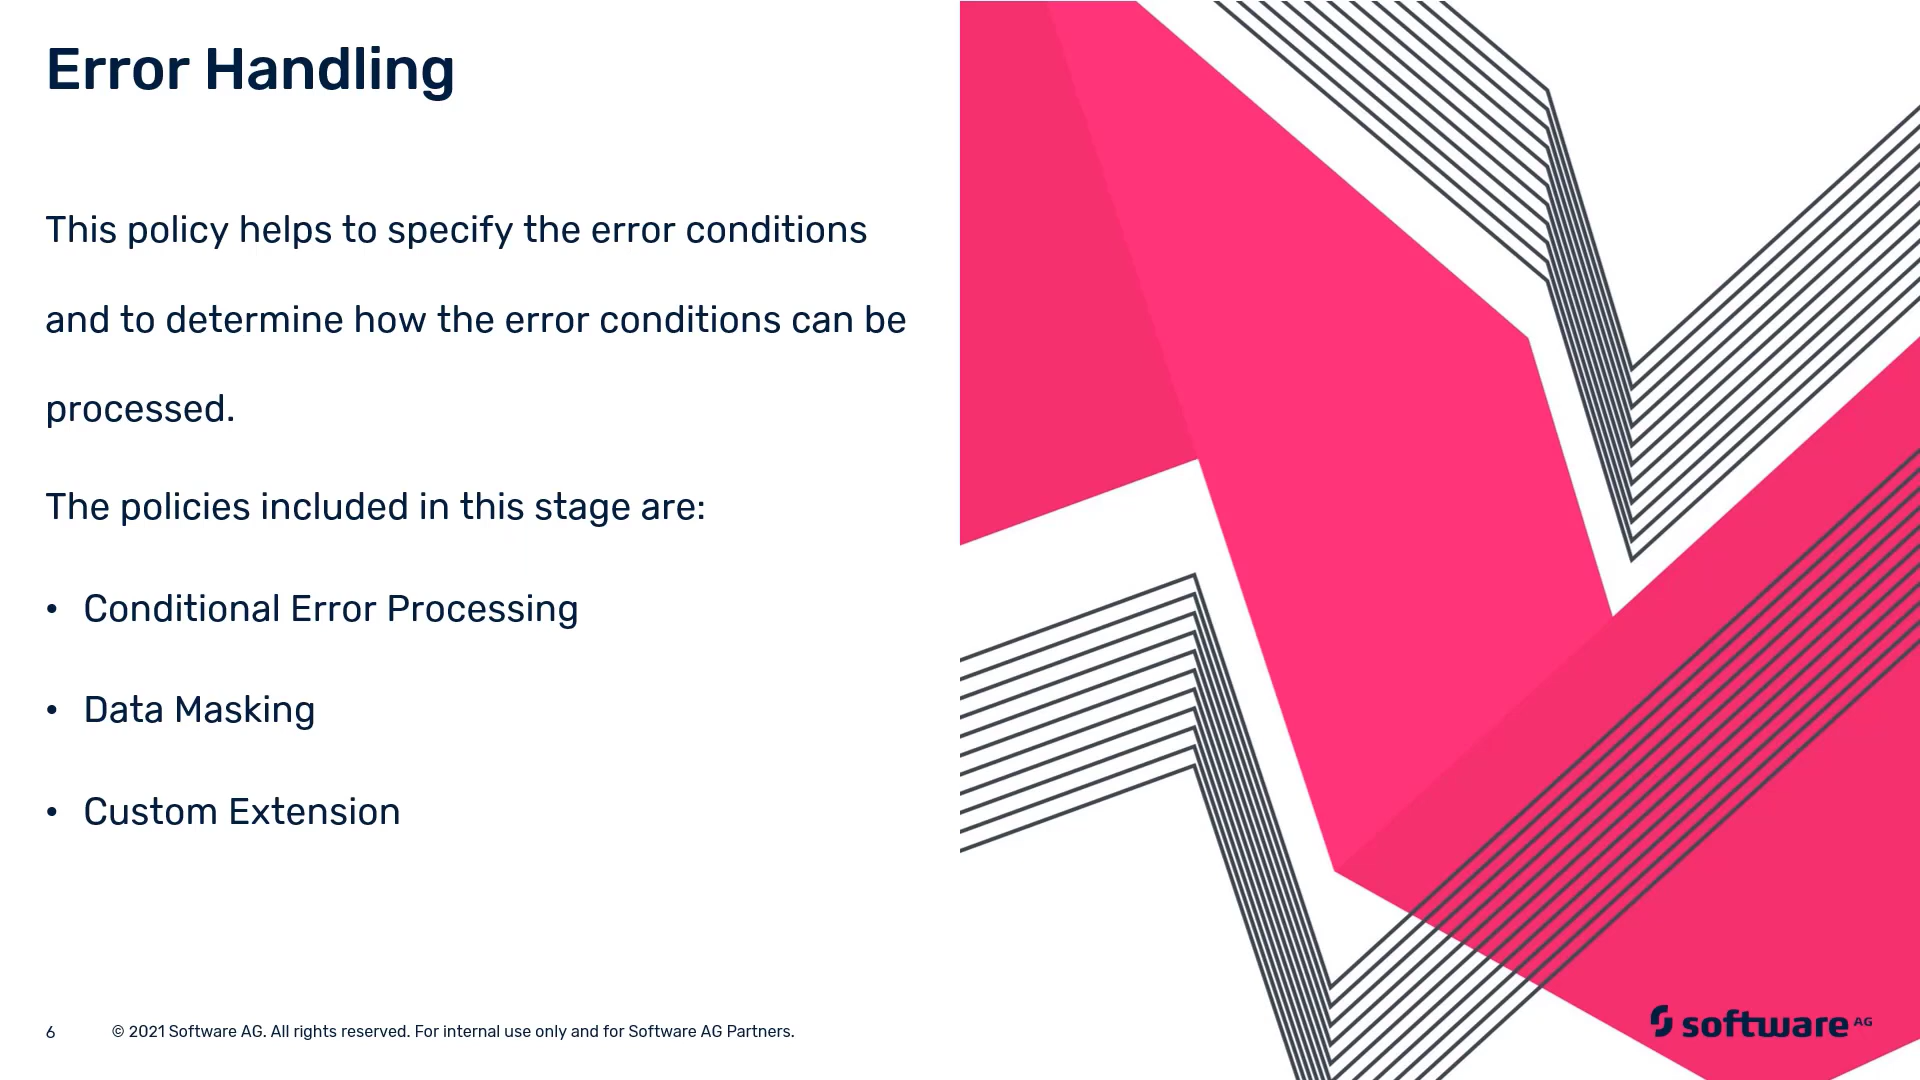 Error Handling
This policy helps to specify the error conditions
and to determine how the error conditions can be
processed.
The policies included in this stage are:
• Conditional Error Processing
• Data Masking
• Custom Extension
6
© 2021 Software AG. All rights reserved. For internal use only and for Software AG Partners.
software AG